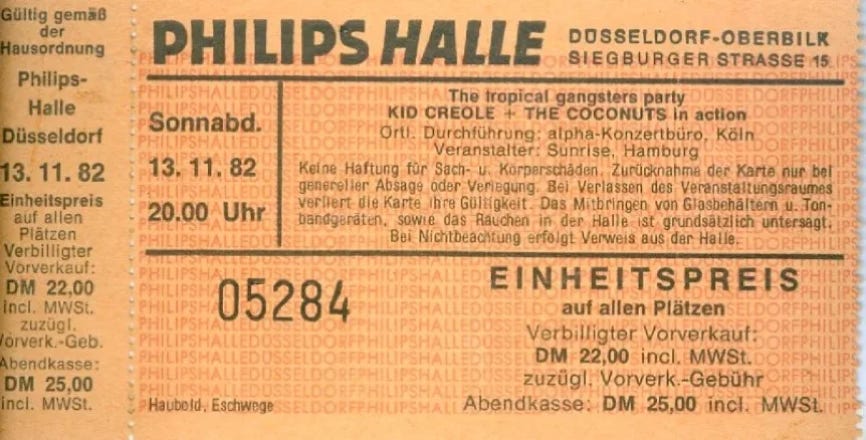 Gültig gemäß
der
Hausordnung
Philips-
Halle
Düsseldorf
13. 11. 82
Einheitspreis
auf allen
Plätzen
Verbilligter
Vorverkauf:
DM 22,00
incl. MWSt.
zuzügl.
Vorverk.-Geb.
Abendkasse:
DM 25,00
incl. MWSt.
PHILIPS HALLE
DÜSSELDORF-OBERBILK
SIEGBURGER STRASSE 15
Sonnabd.
13. 11. 82
20.00 Uhr
The tropical gangsters party
KID CREOLE + THE COCONUTS in action
Örtl. Durchführung: alpha-Konzertbüro, Köln
Veranstalter: Sunrise, Hamburg
Keine Haftung für Sach- u. Körperschäden. Zurücknahme der Karte nur bei
genereller Absage oder Verlegung. Bei Verlassen des Veranstaltungsraumes
verliert die Karte ihre Gültigkeit. Das Mitbringen von Glasbehältern u. Ton-
bandgeräten, sowie das Rauchen in der Halle ist grundsätzlich untersagt.
Bei Nichtbeachtung erfolgt Verweis aus der Halle.
05284
EINHEITSPREIS
auf allen Plätzen
Verbilligter Vorverkauf:
DM 22,00 incl. MWSt.
zuzügl. Vorverk.-Gebühr
Abendkasse: DM 25,00 incl. MWSt.
Haubold, Eschwege